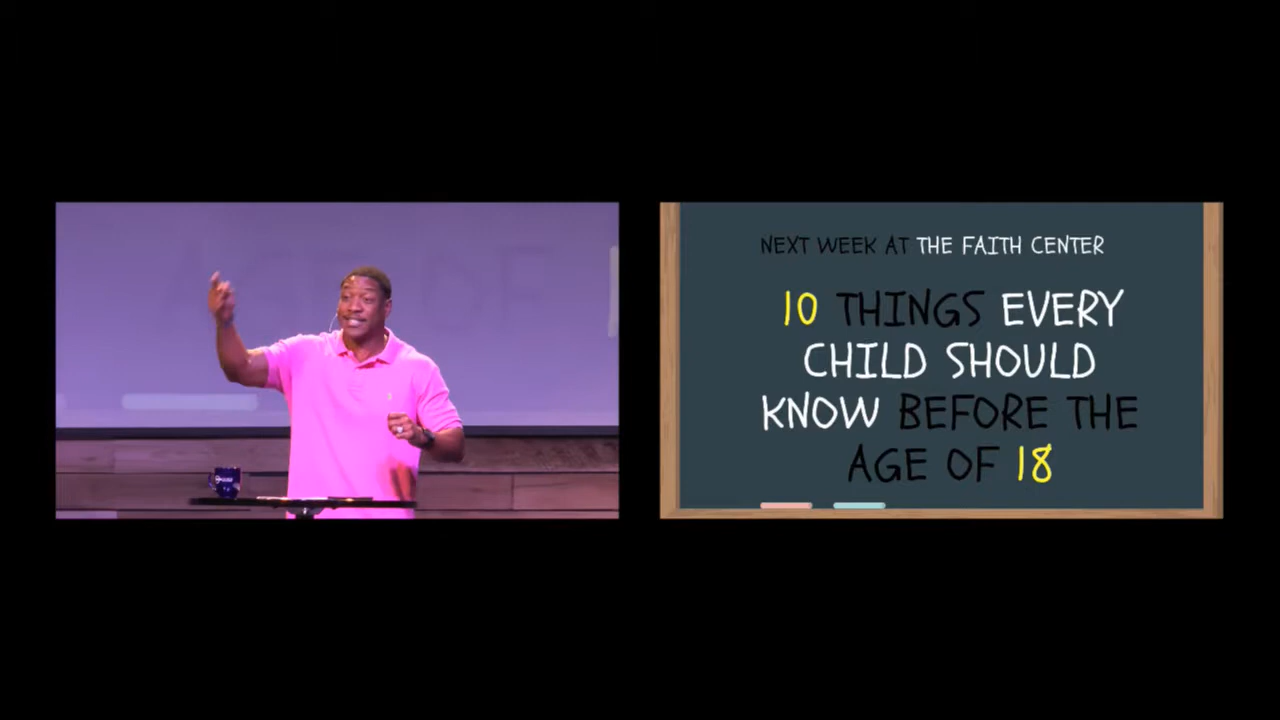 NEXT WEEK AT THE FAITH CENTER
10 THINGS EVERY
CHILD SHOULD
KNOW BEFORE THE
AGE OF 18